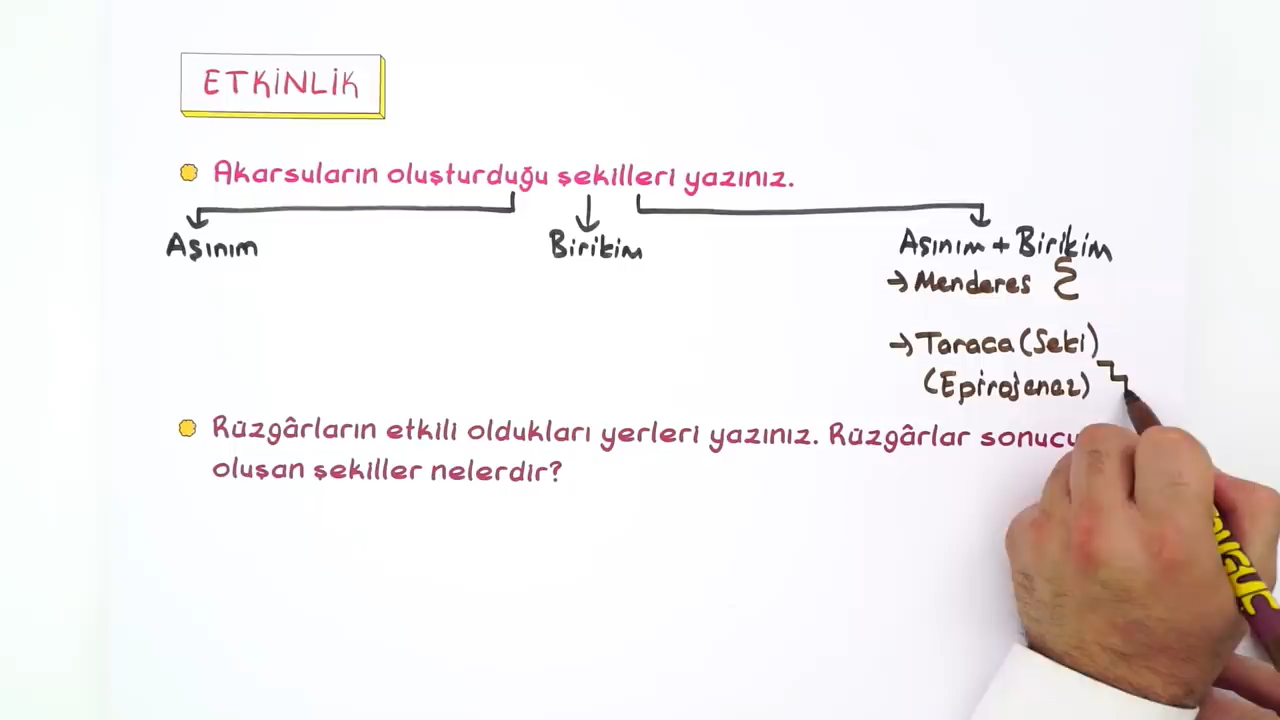 ETKİNLİK
Akarsuların oluşturduğu şekilleri yazınız.
Aşınım Birikim Aşınım + Birikim
→ Menderes
→ Taraca (Seki)
(Epirojenez)
Rüzgârların etkili oldukları yerleri yazınız. Rüzgârlar sonucu
oluşan şekiller nelerdir?